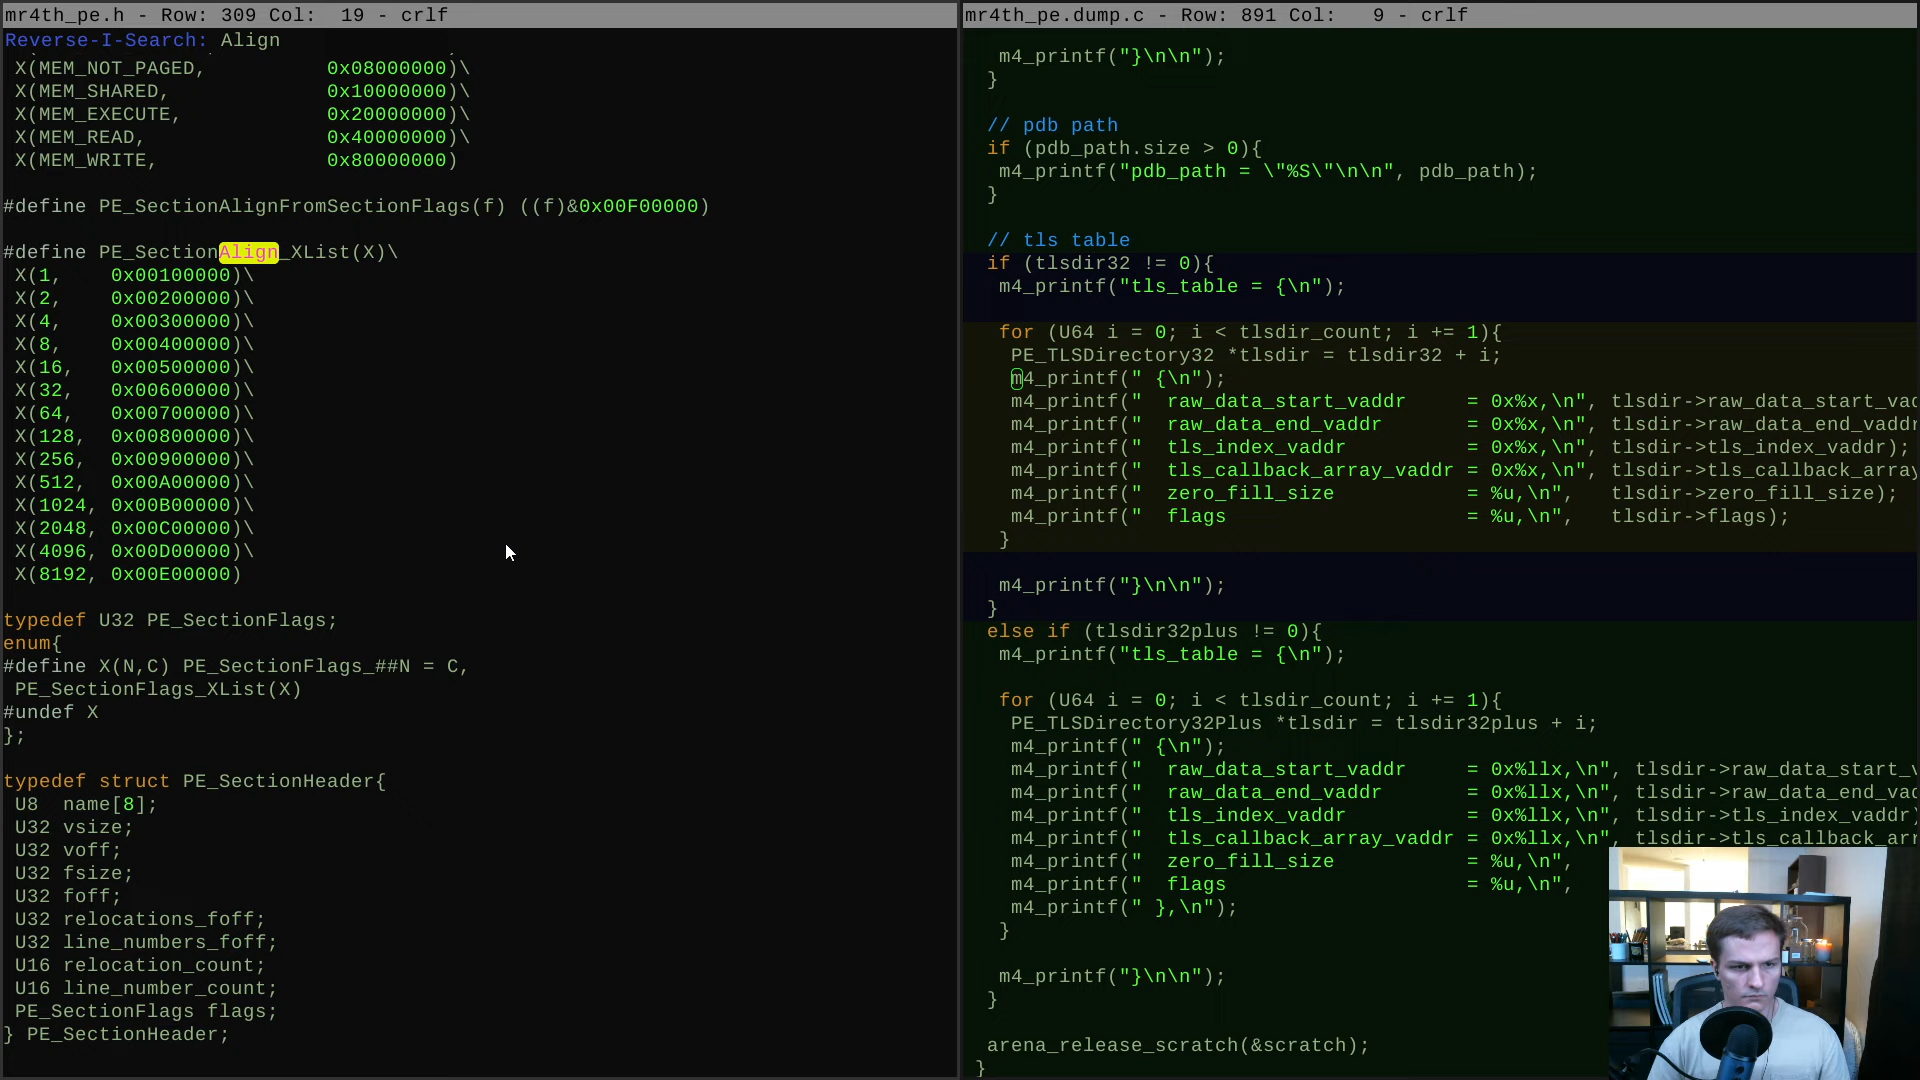 mr4th_pe.h - Row: 309 Col:  19 - crlf
Reverse-I-Search: Align
X(MEM_NOT_PAGED,          0x08000000)\
X(MEM_SHARED,             0x10000000)\
X(MEM_EXECUTE,            0x20000000)\
X(MEM_READ,               0x40000000)\
X(MEM_WRITE,              0x80000000)
#define PE_SectionAlignFromSectionFlags(f) ((f)&0x00F00000)
#define PE_SectionAlign_XList(X)\
X(1,    0x00100000)\
X(2,    0x00200000)\
X(4,    0x00300000)\
X(8,    0x00400000)\
X(16,   0x00500000)\
X(32,   0x00600000)\
X(64,   0x00700000)\
X(128,  0x00800000)\
X(256,  0x00900000)\
X(512,  0x00A00000)\
X(1024, 0x00B00000)\
X(2048, 0x00C00000)\
X(4096, 0x00D00000)\
X(8192, 0x00E00000)
typedef U32 PE_SectionFlags;
enum{
#define X(N,C) PE_SectionFlags_##N = C,
PE_SectionFlags_XList(X)
#undef X
};
typedef struct PE_SectionHeader{
U8  name[8];
U32 vsize;
U32 voff;
U32 fsize;
U32 foff;
U32 relocations_foff;
U32 line_numbers_foff;
U16 relocation_count;
U16 line_number_count;
PE_SectionFlags flags;
} PE_SectionHeader;
mr4th_pe.dump.c - Row: 891 Col:   9 - crlf
m4_printf("}\n\n");
}
// pdb path
if (pdb_path.size > 0){
m4_printf("pdb_path = \"%S\"\n\n", pdb_path);
}
// tls table
if (tlsdir32 != 0){
m4_printf("tls_table = {\n");
for (U64 i = 0; i < tlsdir_count; i += 1){
PE_TLSDirectory32 *tlsdir = tlsdir32 + i;
m4_printf(" {\n");
m4_printf("  raw_data_start_vaddr     = 0x%x,\n", tlsdir->raw_data_start_vad
m4_printf("  raw_data_end_vaddr       = 0x%x,\n", tlsdir->raw_data_end_vaddr
m4_printf("  tls_index_vaddr          = 0x%x,\n", tlsdir->tls_index_vaddr);
m4_printf("  tls_callback_array_vaddr = 0x%x,\n", tlsdir->tls_callback_array
m4_printf("  zero_fill_size           = %u,\n",   tlsdir->zero_fill_size);
m4_printf("  flags                    = %u,\n",   tlsdir->flags);
}
m4_printf("}\n\n");
}
else if (tlsdir32plus != 0){
m4_printf("tls_table = {\n");
for (U64 i = 0; i < tlsdir_count; i += 1){
PE_TLSDirectory32Plus *tlsdir = tlsdir32plus + i;
m4_printf(" {\n");
m4_printf("  raw_data_start_vaddr     = 0x%llx,\n", tlsdir->raw_data_start_v
m4_printf("  raw_data_end_vaddr       = 0x%llx,\n", tlsdir->raw_data_end_vad
m4_printf("  tls_index_vaddr          = 0x%llx,\n", tlsdir->tls_index_vaddr)
m4_printf("  tls_callback_array_vaddr = 0x%llx,\n", tlsdir->tls_callback_arr
m4_printf("  zero_fill_size           = %u,\n",
m4_printf("  flags                    = %u,\n",
m4_printf(" },\n");
}
m4_printf("}\n\n");
}
arena_release_scratch(&scratch);
}